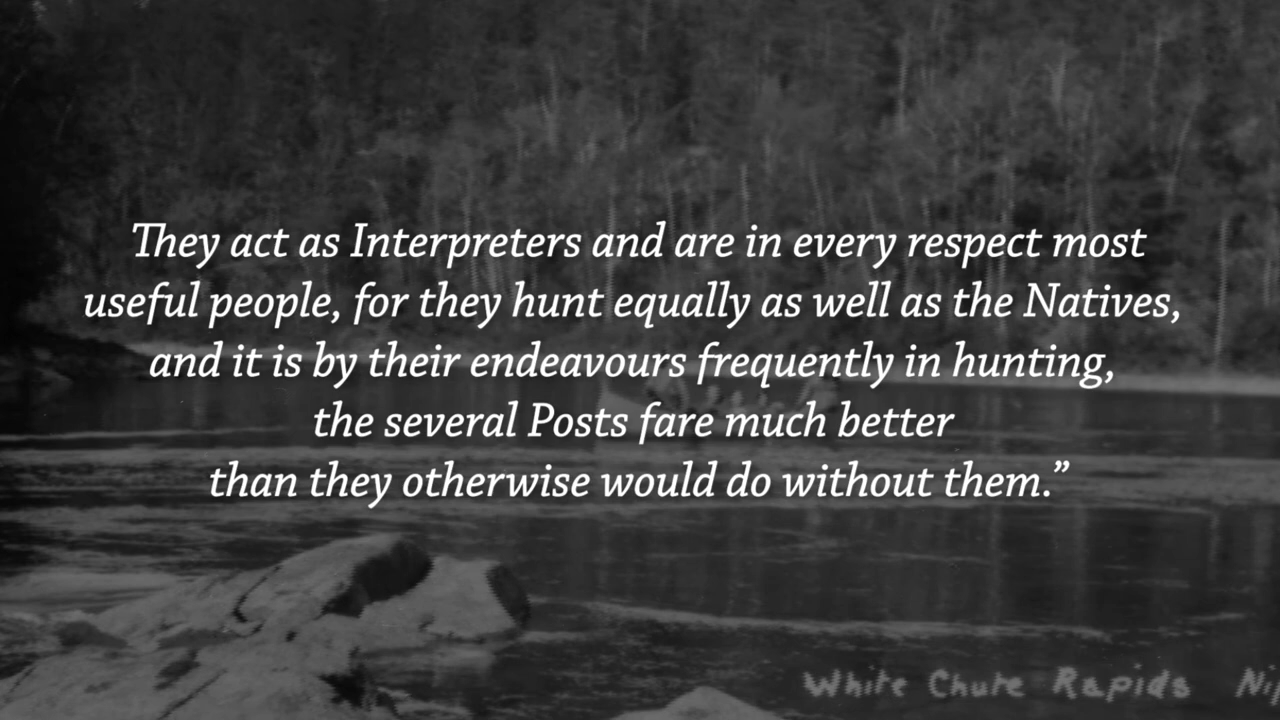 They act as Interpreters and are in every respect most
useful people, for they hunt equally as well as the Natives,
and it is by their endeavours frequently in hunting,
the several Posts fare much better
than they otherwise would do without them.”
White Chute Rapids